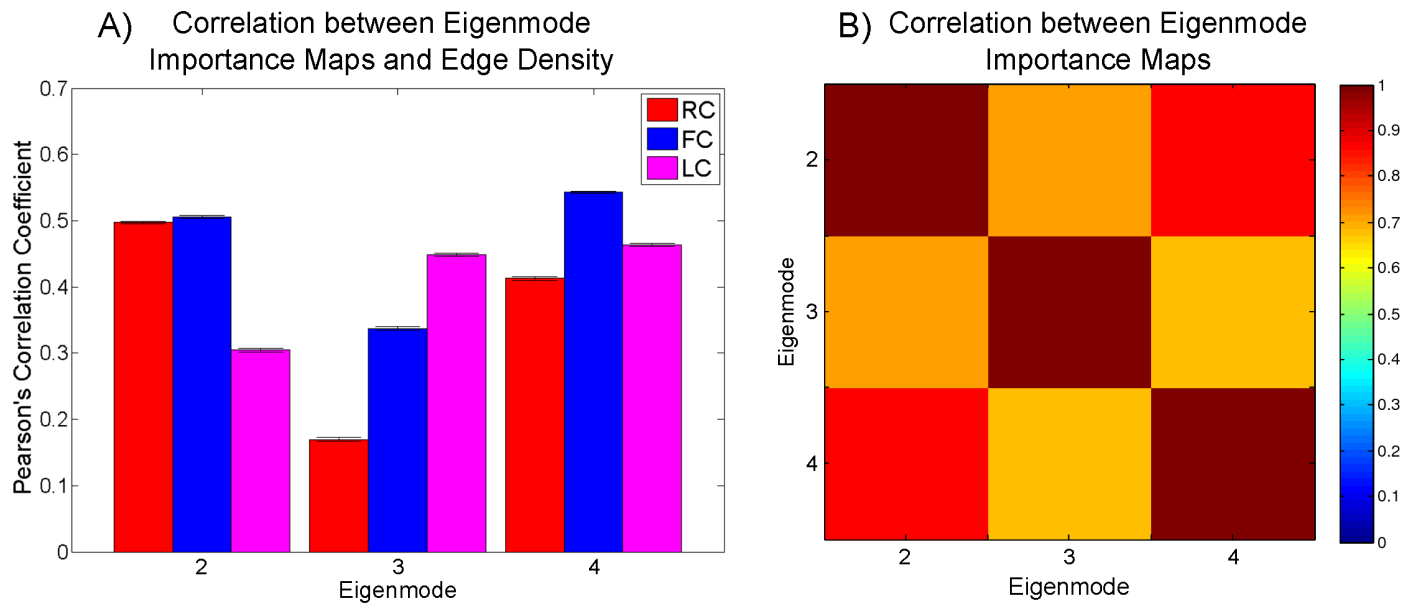 A) Correlation between Eigenmode
Importance Maps and Edge Density
0.7
0.6
0.5
0.4
0.3
0.2
0.1
0
Pearson's Correlation Coefficient
RC
FC
LC
2
3
4
Eigenmode
B) Correlation between Eigenmode
Importance Maps
2
3
4
Eigenmode
2
3
4
Eigenmode
1
0.9
0.8
0.7
0.6
0.5
0.4
0.3
0.2
0.1
0